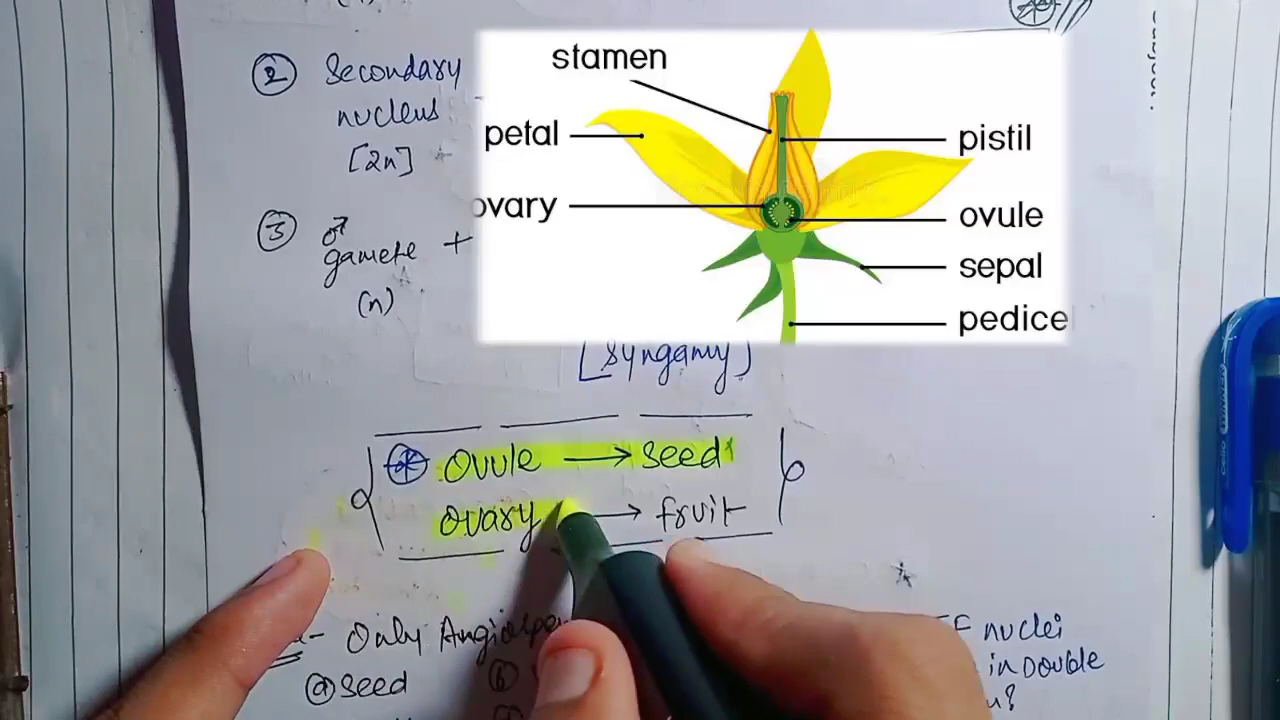 ② Secondary
nucleus
[2n]
③ ♂
gamete +
(n)
stamen
petal
ovary
pistil
ovule
sepal
pedice
[Syngamy]
Ovule → seed
Ovary → fruit
Only
ⓐ Seed
ⓑ
nuclei
in Double